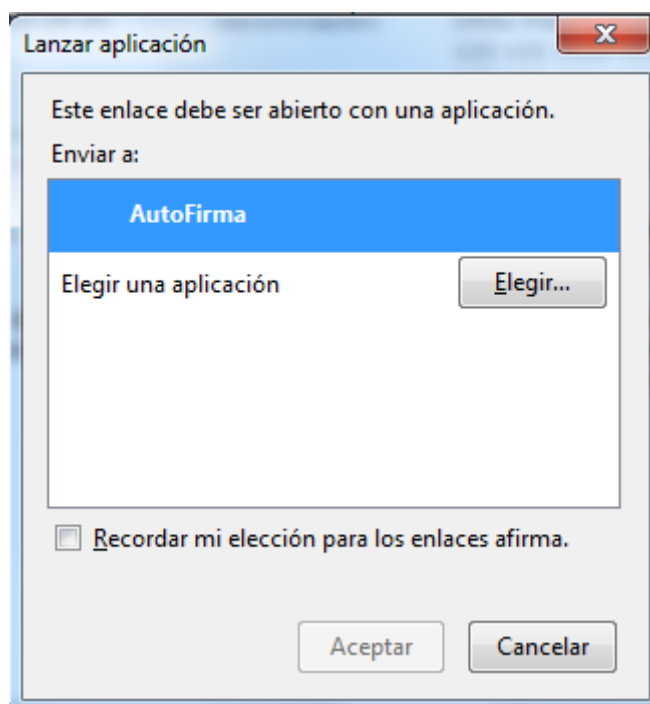 Lanzar aplicación
Este enlace debe ser abierto con una aplicación.
Enviar a:
AutoFirma
Elegir una aplicación
Elegir...
Recordar mi elección para los enlaces afirma.
Aceptar
Cancelar